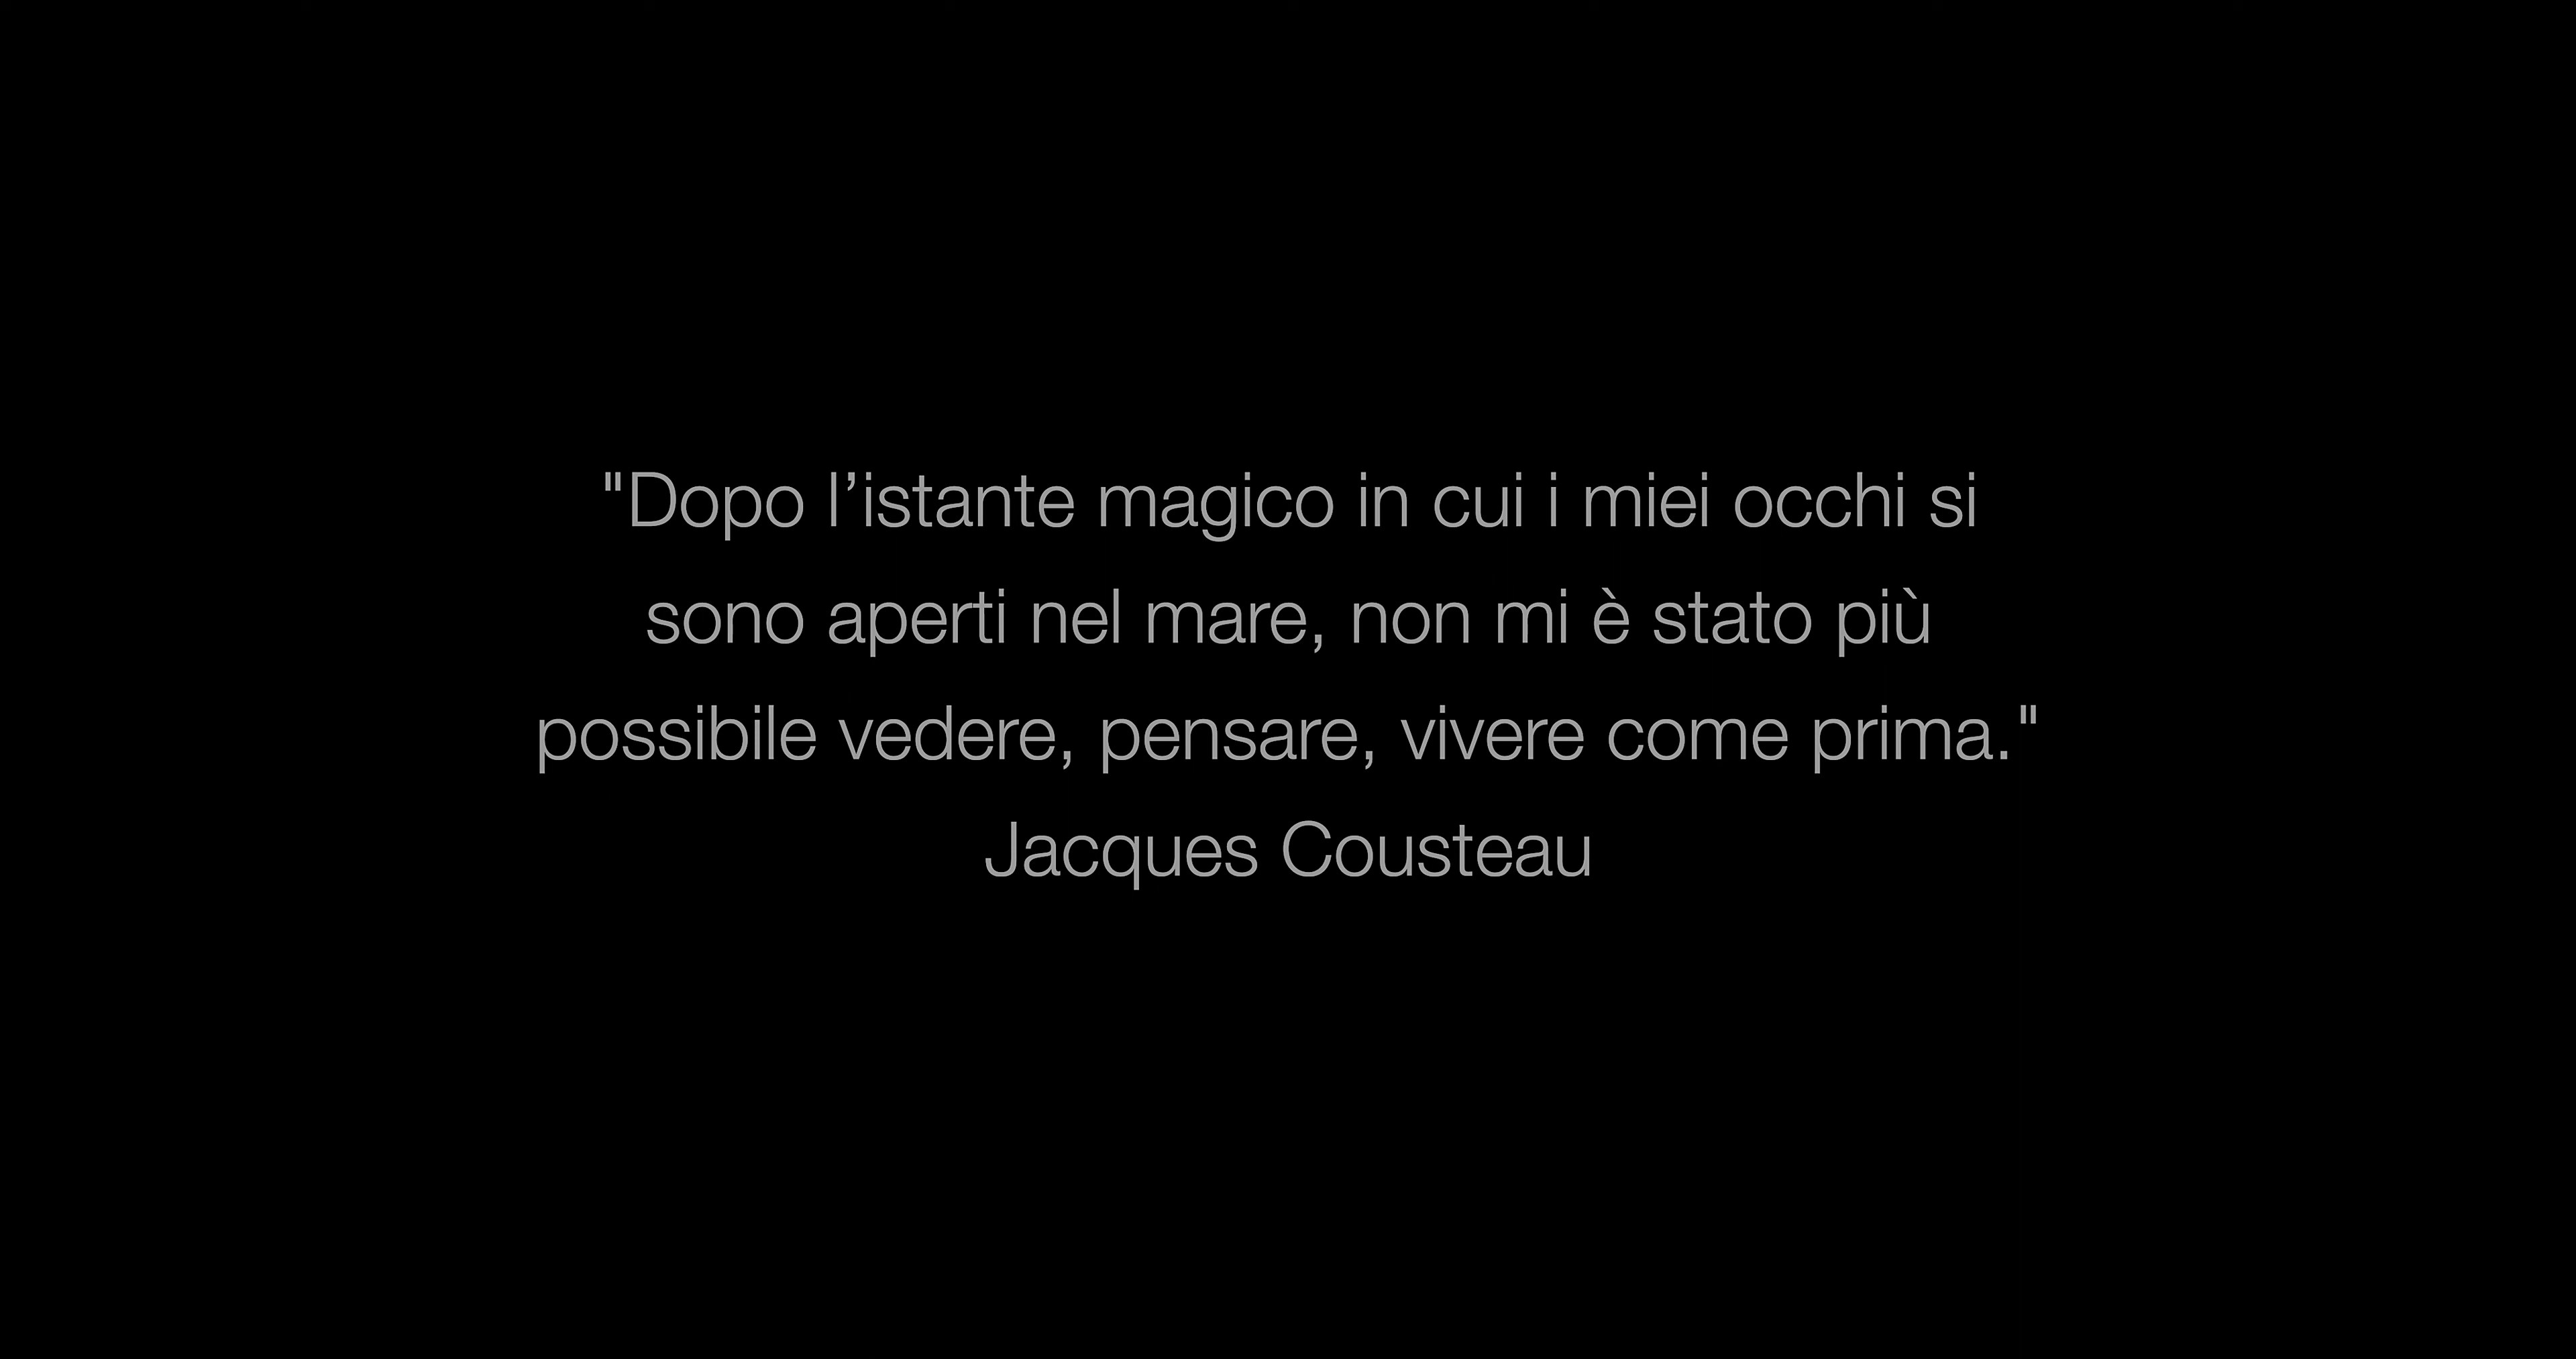 "Dopo l’istante magico in cui i miei occhi si
sono aperti nel mare, non mi è stato più
possibile vedere, pensare, vivere come prima."
Jacques Cousteau